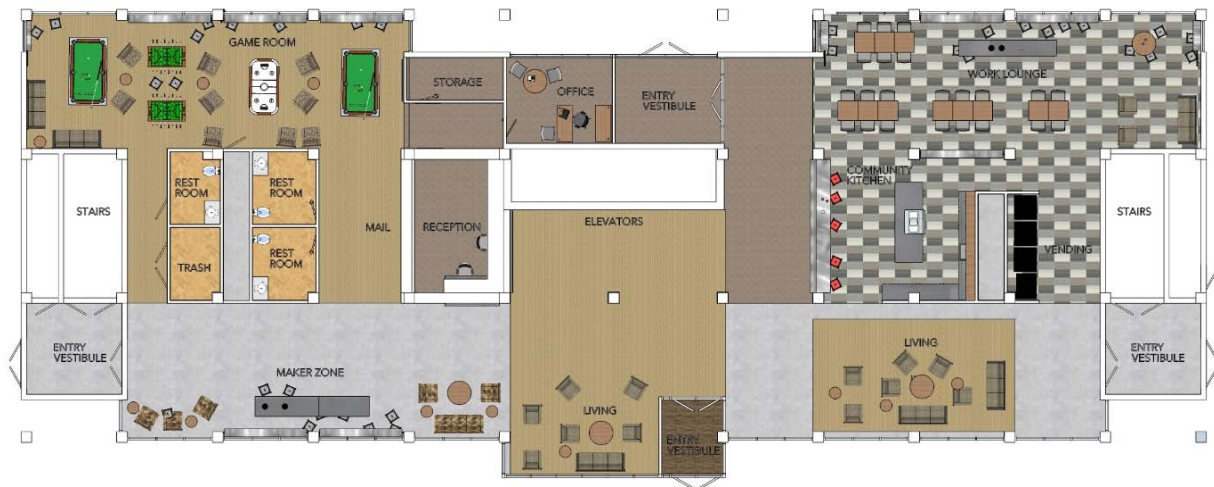 GAME ROOM
STORAGE
OFFICE
ENTRY
VESTIBULE
WORK LOUNGE
COMMUNITY
KITCHEN
REST
ROOM
REST
ROOM
STAIRS
MAIL
RECEPTION
ELEVATORS
STAIRS
TRASH
REST
ROOM
VENDING
ENTRY
VESTIBULE
MAKER ZONE
LIVING
ENTRY
VESTIBULE
LIVING
ENTRY
VESTIBULE